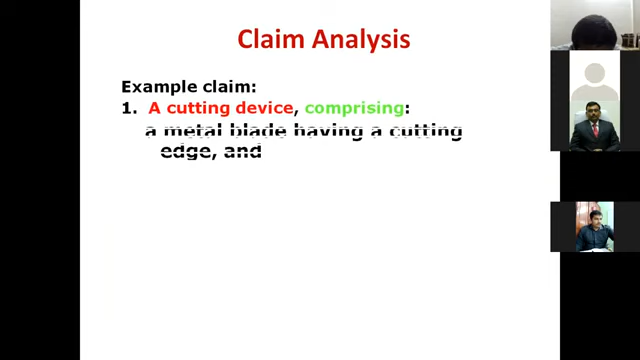 Claim Analysis
Example claim:
1. A cutting device, comprising:
a metal blade having a cutting
edge, and